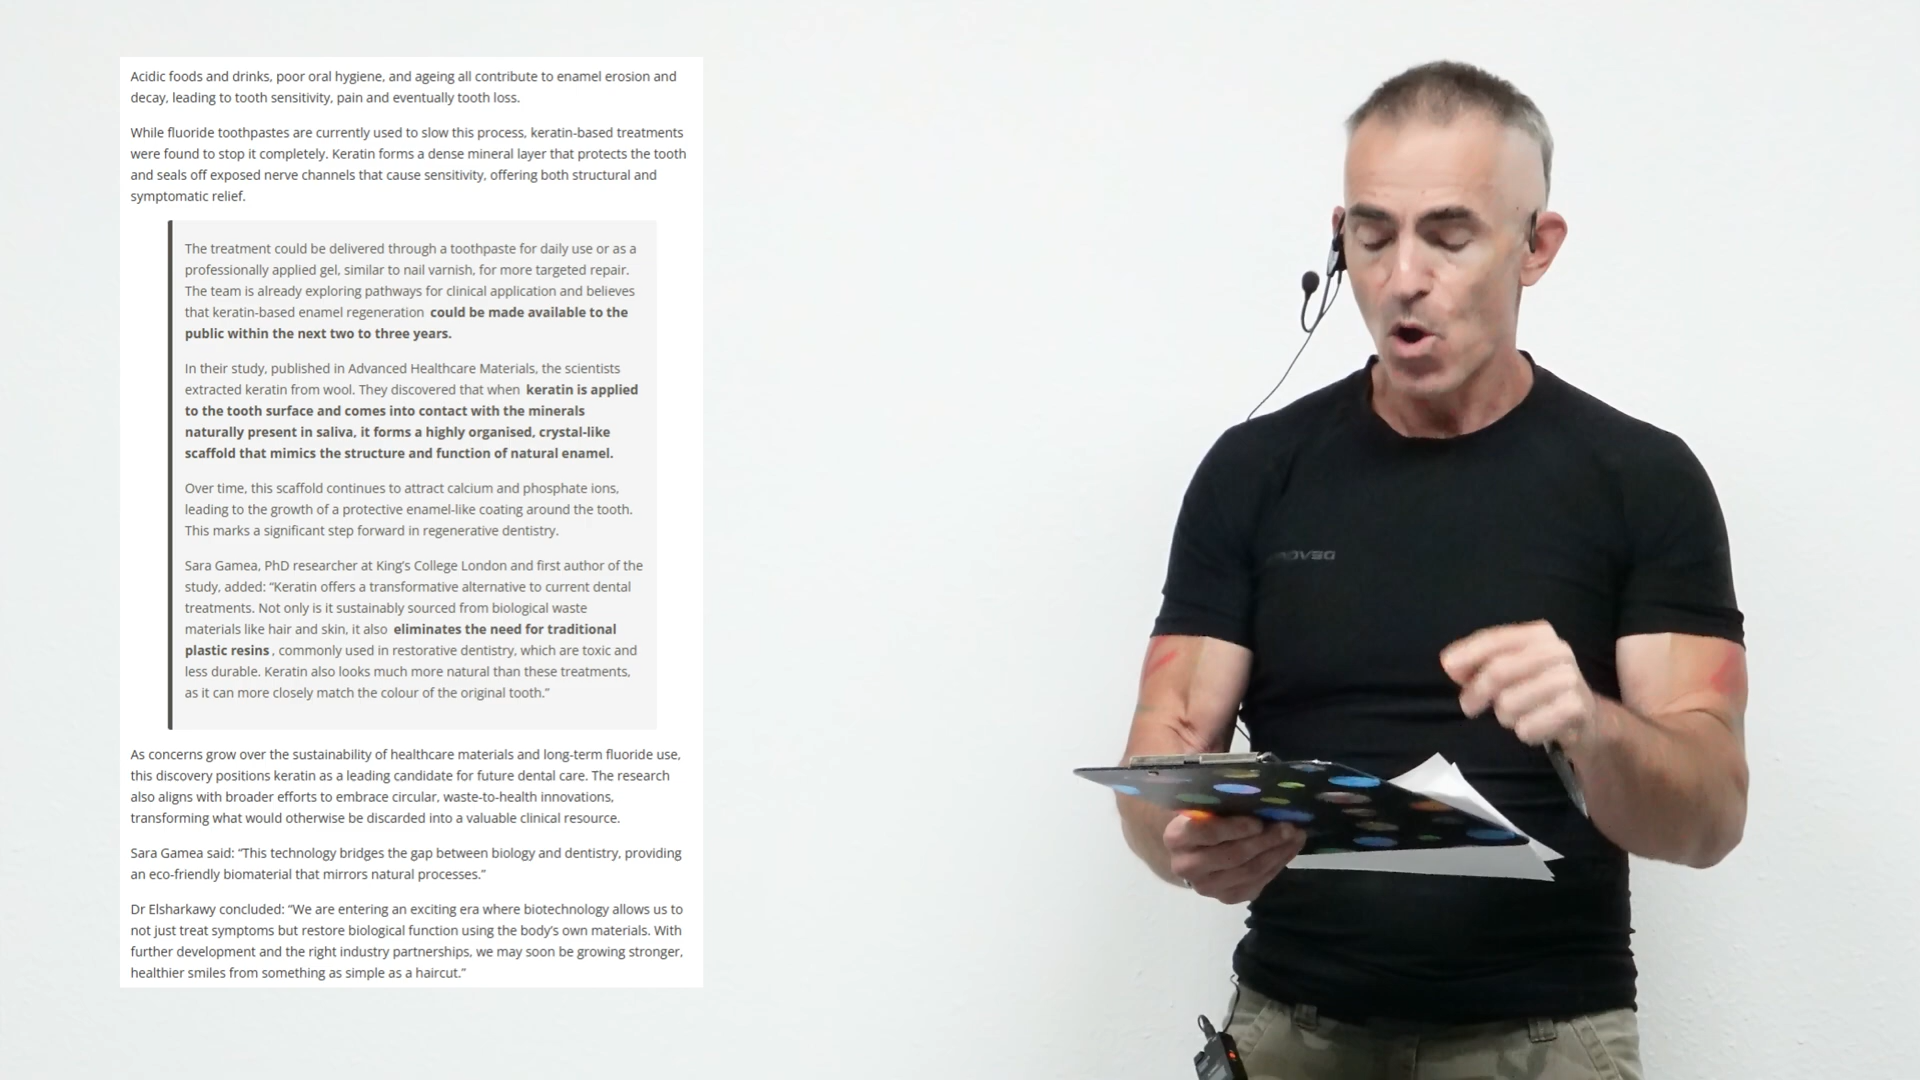 Acidic foods and drinks, poor oral hygiene, and ageing all contribute to enamel erosion and
decay, leading to tooth sensitivity, pain and eventually tooth loss.
While fluoride toothpastes are currently used to slow this process, keratin-based treatments
were found to stop it completely. Keratin forms a dense mineral layer that protects the tooth
and seals off exposed nerve channels that cause sensitivity, offering both structural and
symptomatic relief.
The treatment could be delivered through a toothpaste for daily use or as a
professionally applied gel, similar to nail varnish, for more targeted repair.
The team is already exploring pathways for clinical application and believes
that keratin-based enamel regeneration could be made available to the
public within the next two to three years.
In their study, published in Advanced Healthcare Materials, the scientists
extracted keratin from wool. They discovered that when keratin is applied
to the tooth surface and comes into contact with the minerals
naturally present in saliva, it forms a highly organised, crystal-like
scaffold that mimics the structure and function of natural enamel.
Over time, this scaffold continues to attract calcium and phosphate ions,
leading to the growth of a protective enamel-like coating around the tooth.
This marks a significant step forward in regenerative dentistry.
Sara Gamea, PhD researcher at King’s College London and first author of the
study, added: “Keratin offers a transformative alternative to current dental
treatments. Not only is it sustainably sourced from biological waste
materials like hair and skin, it also eliminates the need for traditional
plastic resins, commonly used in restorative dentistry, which are toxic and
less durable. Keratin also looks much more natural than these treatments,
as it can more closely match the colour of the original tooth.”
As concerns grow over the sustainability of healthcare materials and long-term fluoride use,
this discovery positions keratin as a leading candidate for future dental care. The research
also aligns with broader efforts to embrace circular, waste-to-health innovations,
transforming what would otherwise be discarded into a valuable clinical resource.
Sara Gamea said: “This technology bridges the gap between biology and dentistry, providing
an eco-friendly biomaterial that mirrors natural processes.”
Dr Elsharkawy concluded: “We are entering an exciting era where biotechnology allows us to
not just treat symptoms but restore biological function using the body’s own materials. With
further development and the right industry partnerships, we may soon be growing stronger,
healthier smiles from something as simple as a haircut.”